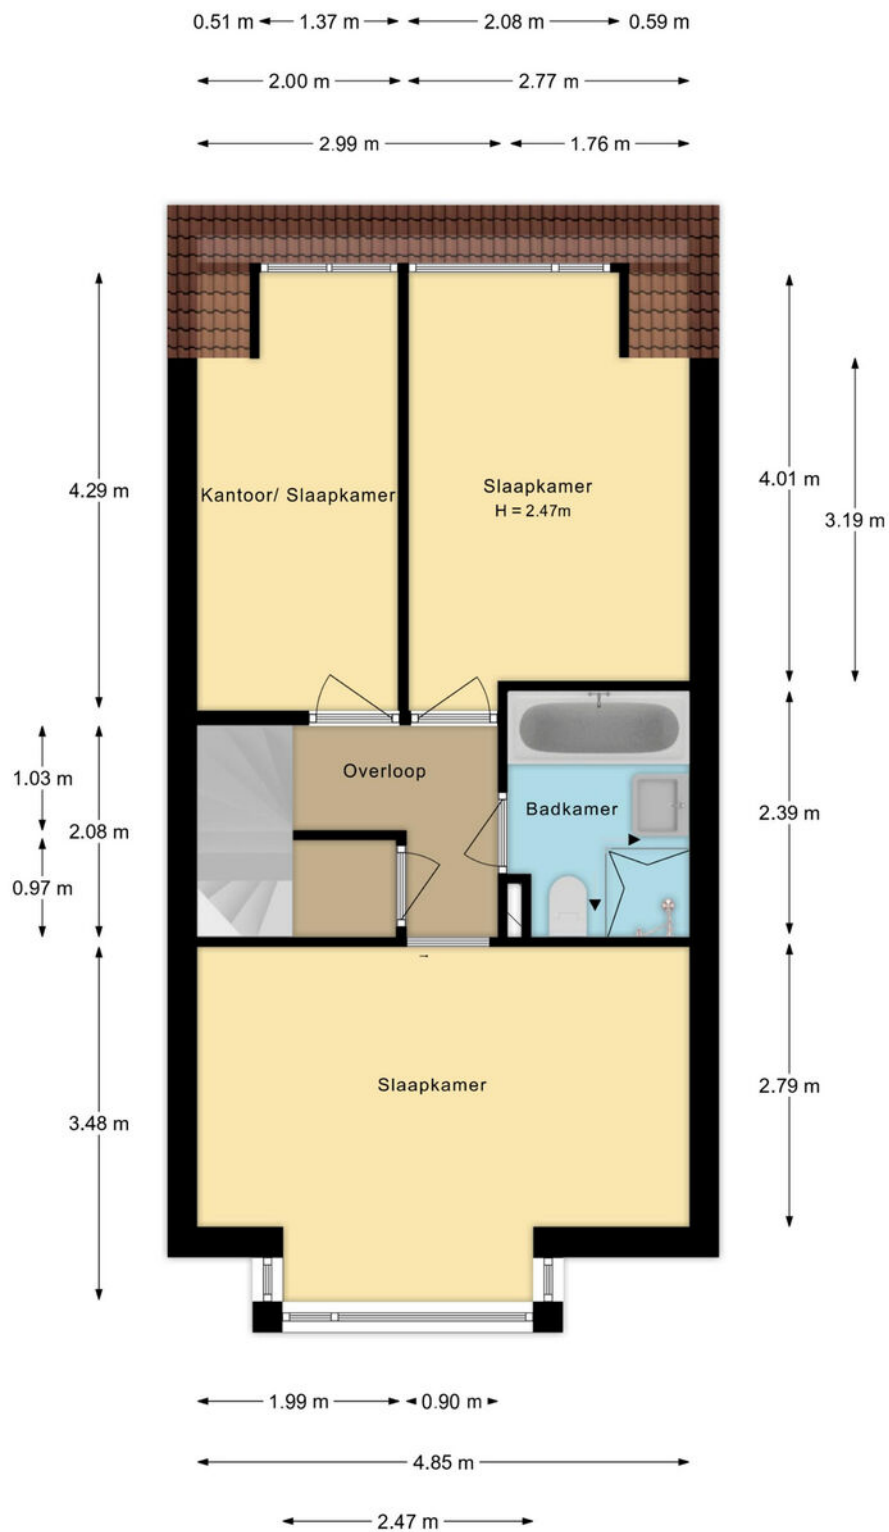 0.51 m 1.37 m 2.08 m 0.59 m
2.00 m 2.77 m
2.99 m 1.76 m
4.01 m
Slaapkamer
4.29 m
Kantoor/ Slaapkamer
H = 2.47m
3.19 m
Overloop
1.03 m
Badkamer
2.39 m
2.08 m
0.97 m
Slaapkamer
2.79 m
3.48 m
1.99 m 0.90 m
4.85 m
2.47 m